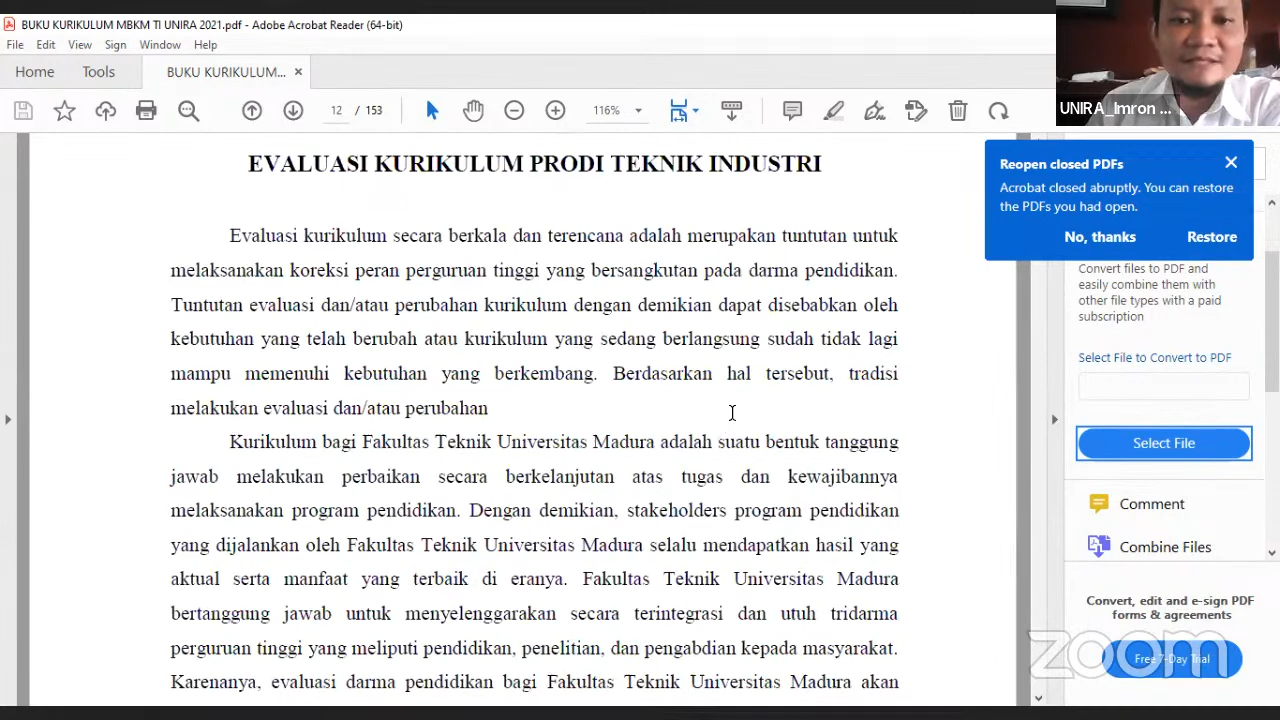 BUKU KURIKULUM MBKM TI UNIRA 2021.pdf - Adobe Acrobat Reader (64-bit)
File Edit View Sign Window Help
Home Tools BUKU KURIKULUM... ×
12 / 153 116%
UNIRA_Imron ...
EVALUASI KURIKULUM PRODI TEKNIK INDUSTRI
Evaluasi kurikulum secara berkala dan terencana adalah merupakan tuntutan untuk
melaksanakan koreksi peran perguruan tinggi yang bersangkutan pada darma pendidikan.
Tuntutan evaluasi dan/atau perubahan kurikulum dengan demikian dapat disebabkan oleh
kebutuhan yang telah berubah atau kurikulum yang sedang berlangsung sudah tidak lagi
mampu memenuhi kebutuhan yang berkembang. Berdasarkan hal tersebut, tradisi
melakukan evaluasi dan/atau perubahan
Kurikulum bagi Fakultas Teknik Universitas Madura adalah suatu bentuk tanggung
jawab melakukan perbaikan secara berkelanjutan atas tugas dan kewajibannya
melaksanakan program pendidikan. Dengan demikian, stakeholders program pendidikan
yang dijalankan oleh Fakultas Teknik Universitas Madura selalu mendapatkan hasil yang
aktual serta manfaat yang terbaik di eranya. Fakultas Teknik Universitas Madura
bertanggung jawab untuk menyelenggarakan secara terintegrasi dan utuh tridarma
perguruan tinggi yang meliputi pendidikan, penelitian, dan pengabdian kepada masyarakat.
Karenanya, evaluasi darma pendidikan bagi Fakultas Teknik Universitas Madura akan
Reopen closed PDFs
Acrobat closed abruptly. You can restore
the PDFs you had open.
No, thanks Restore
Convert files to PDF and
easily combine them with
other file types with a paid
subscription
Select File to Convert to PDF
Select File
Comment
Combine Files
Convert, edit and e-sign PDF
forms & agreements
Free 7-Day Trial
zoom